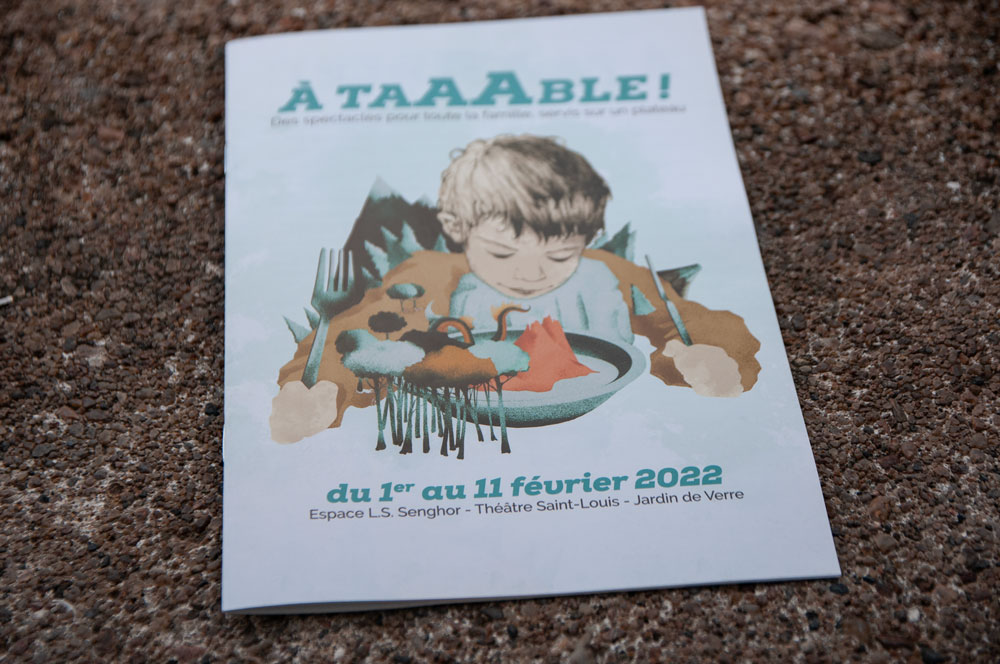 À TAAABLE !
Des spectacles pour toute la famille, servis sur un plateau
du 1er au 11 février 2022
Espace L.S. Senghor - Théâtre Saint-Louis - Jardin de Verre